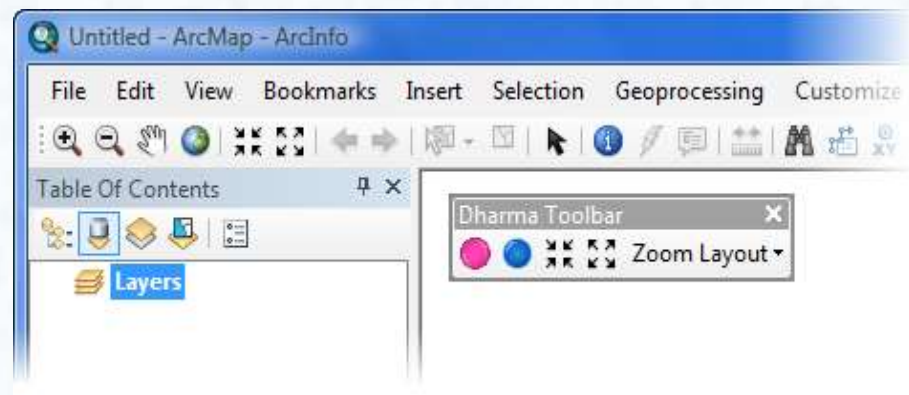 Untitled - ArcMap - ArcInfo
File Edit View Bookmarks Insert Selection Geoprocessing Customize
Table Of Contents
Dharma Toolbar
Zoom Layout
Layers